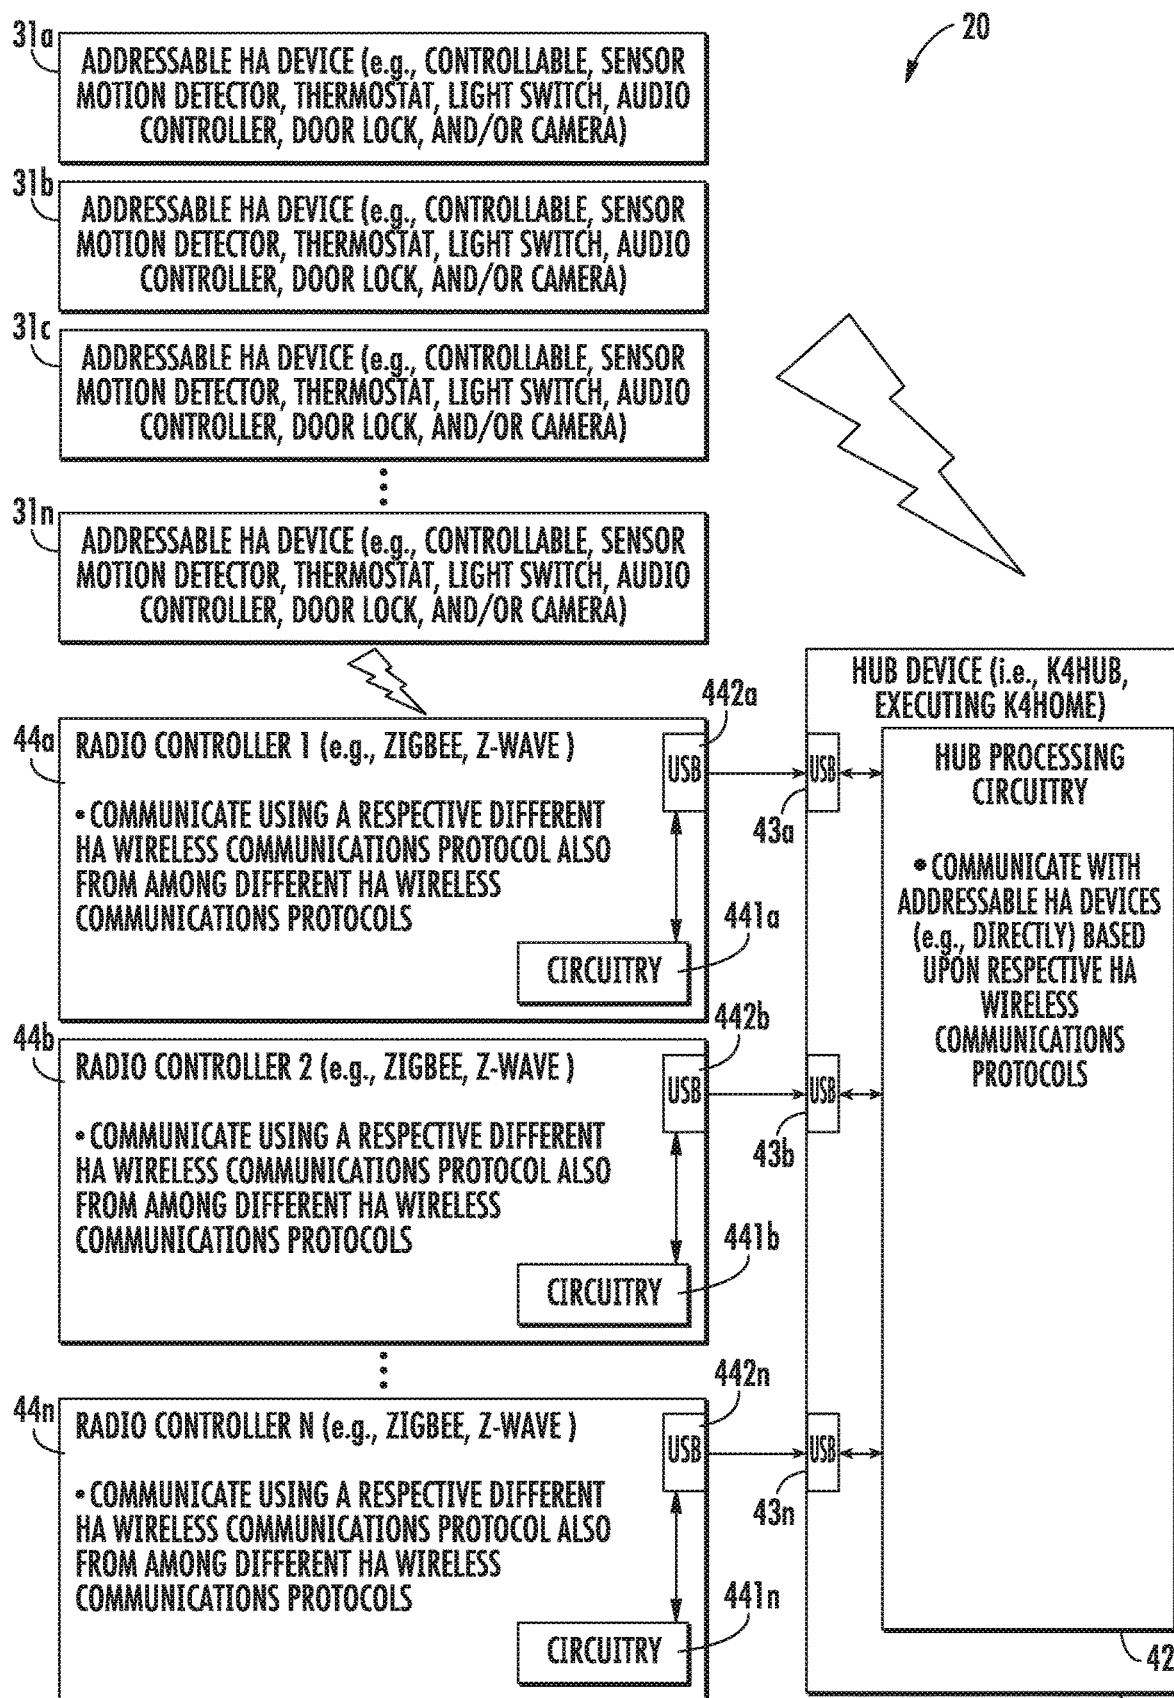 20
31a
ADDRESSABLE HA DEVICE (e.g., CONTROLLABLE, SENSOR
MOTION DETECTOR, THERMOSTAT, LIGHT SWITCH, AUDIO
CONTROLLER, DOOR LOCK, AND/OR CAMERA)
31b
ADDRESSABLE HA DEVICE (e.g., CONTROLLABLE, SENSOR
MOTION DETECTOR, THERMOSTAT, LIGHT SWITCH, AUDIO
CONTROLLER, DOOR LOCK, AND/OR CAMERA)
31c
ADDRESSABLE HA DEVICE (e.g., CONTROLLABLE, SENSOR
MOTION DETECTOR, THERMOSTAT, LIGHT SWITCH, AUDIO
CONTROLLER, DOOR LOCK, AND/OR CAMERA)
31n
ADDRESSABLE HA DEVICE (e.g., CONTROLLABLE, SENSOR
MOTION DETECTOR, THERMOSTAT, LIGHT SWITCH, AUDIO
CONTROLLER, DOOR LOCK, AND/OR CAMERA)
44a
RADIO CONTROLLER 1 (e.g., ZIGBEE, Z-WAVE )
• COMMUNICATE USING A RESPECTIVE DIFFERENT
HA WIRELESS COMMUNICATIONS PROTOCOL ALSO
FROM AMONG DIFFERENT HA WIRELESS
COMMUNICATIONS PROTOCOLS
442a
USB
441a
CIRCUITRY
44b
RADIO CONTROLLER 2 (e.g., ZIGBEE, Z-WAVE )
• COMMUNICATE USING A RESPECTIVE DIFFERENT
HA WIRELESS COMMUNICATIONS PROTOCOL ALSO
FROM AMONG DIFFERENT HA WIRELESS
COMMUNICATIONS PROTOCOLS
442b
USB
441b
CIRCUITRY
44n
RADIO CONTROLLER N (e.g., ZIGBEE, Z-WAVE )
• COMMUNICATE USING A RESPECTIVE DIFFERENT
HA WIRELESS COMMUNICATIONS PROTOCOL ALSO
FROM AMONG DIFFERENT HA WIRELESS
COMMUNICATIONS PROTOCOLS
442n
USB
441n
CIRCUITRY
HUB DEVICE (i.e., K4HUB,
EXECUTING K4HOME)
USB
43a
USB
43b
USB
43n
HUB PROCESSING
CIRCUITRY
• COMMUNICATE WITH
ADDRESSABLE HA DEVICES
(e.g., DIRECTLY) BASED
UPON RESPECTIVE HA
WIRELESS
COMMUNICATIONS
PROTOCOLS
42